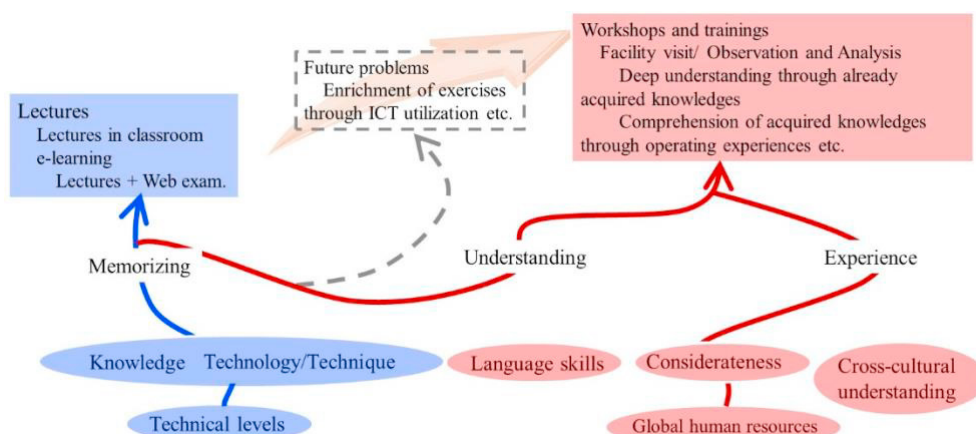 Lectures
Lectures in classroom
e-learning
Lectures + Web exam.
Future problems
Enrichment of exercises
through ICT utilization etc.
Workshops and trainings
Facility visit/ Observation and Analysis
Deep understanding through already
acquired knowledges
Comprehension of acquired knowledges
through operating experiences etc.
Memorizing
Understanding
Experience
Knowledge Technology/Technique
Language skills
Considerateness
Cross-cultural
understanding
Technical levels
Global human resources